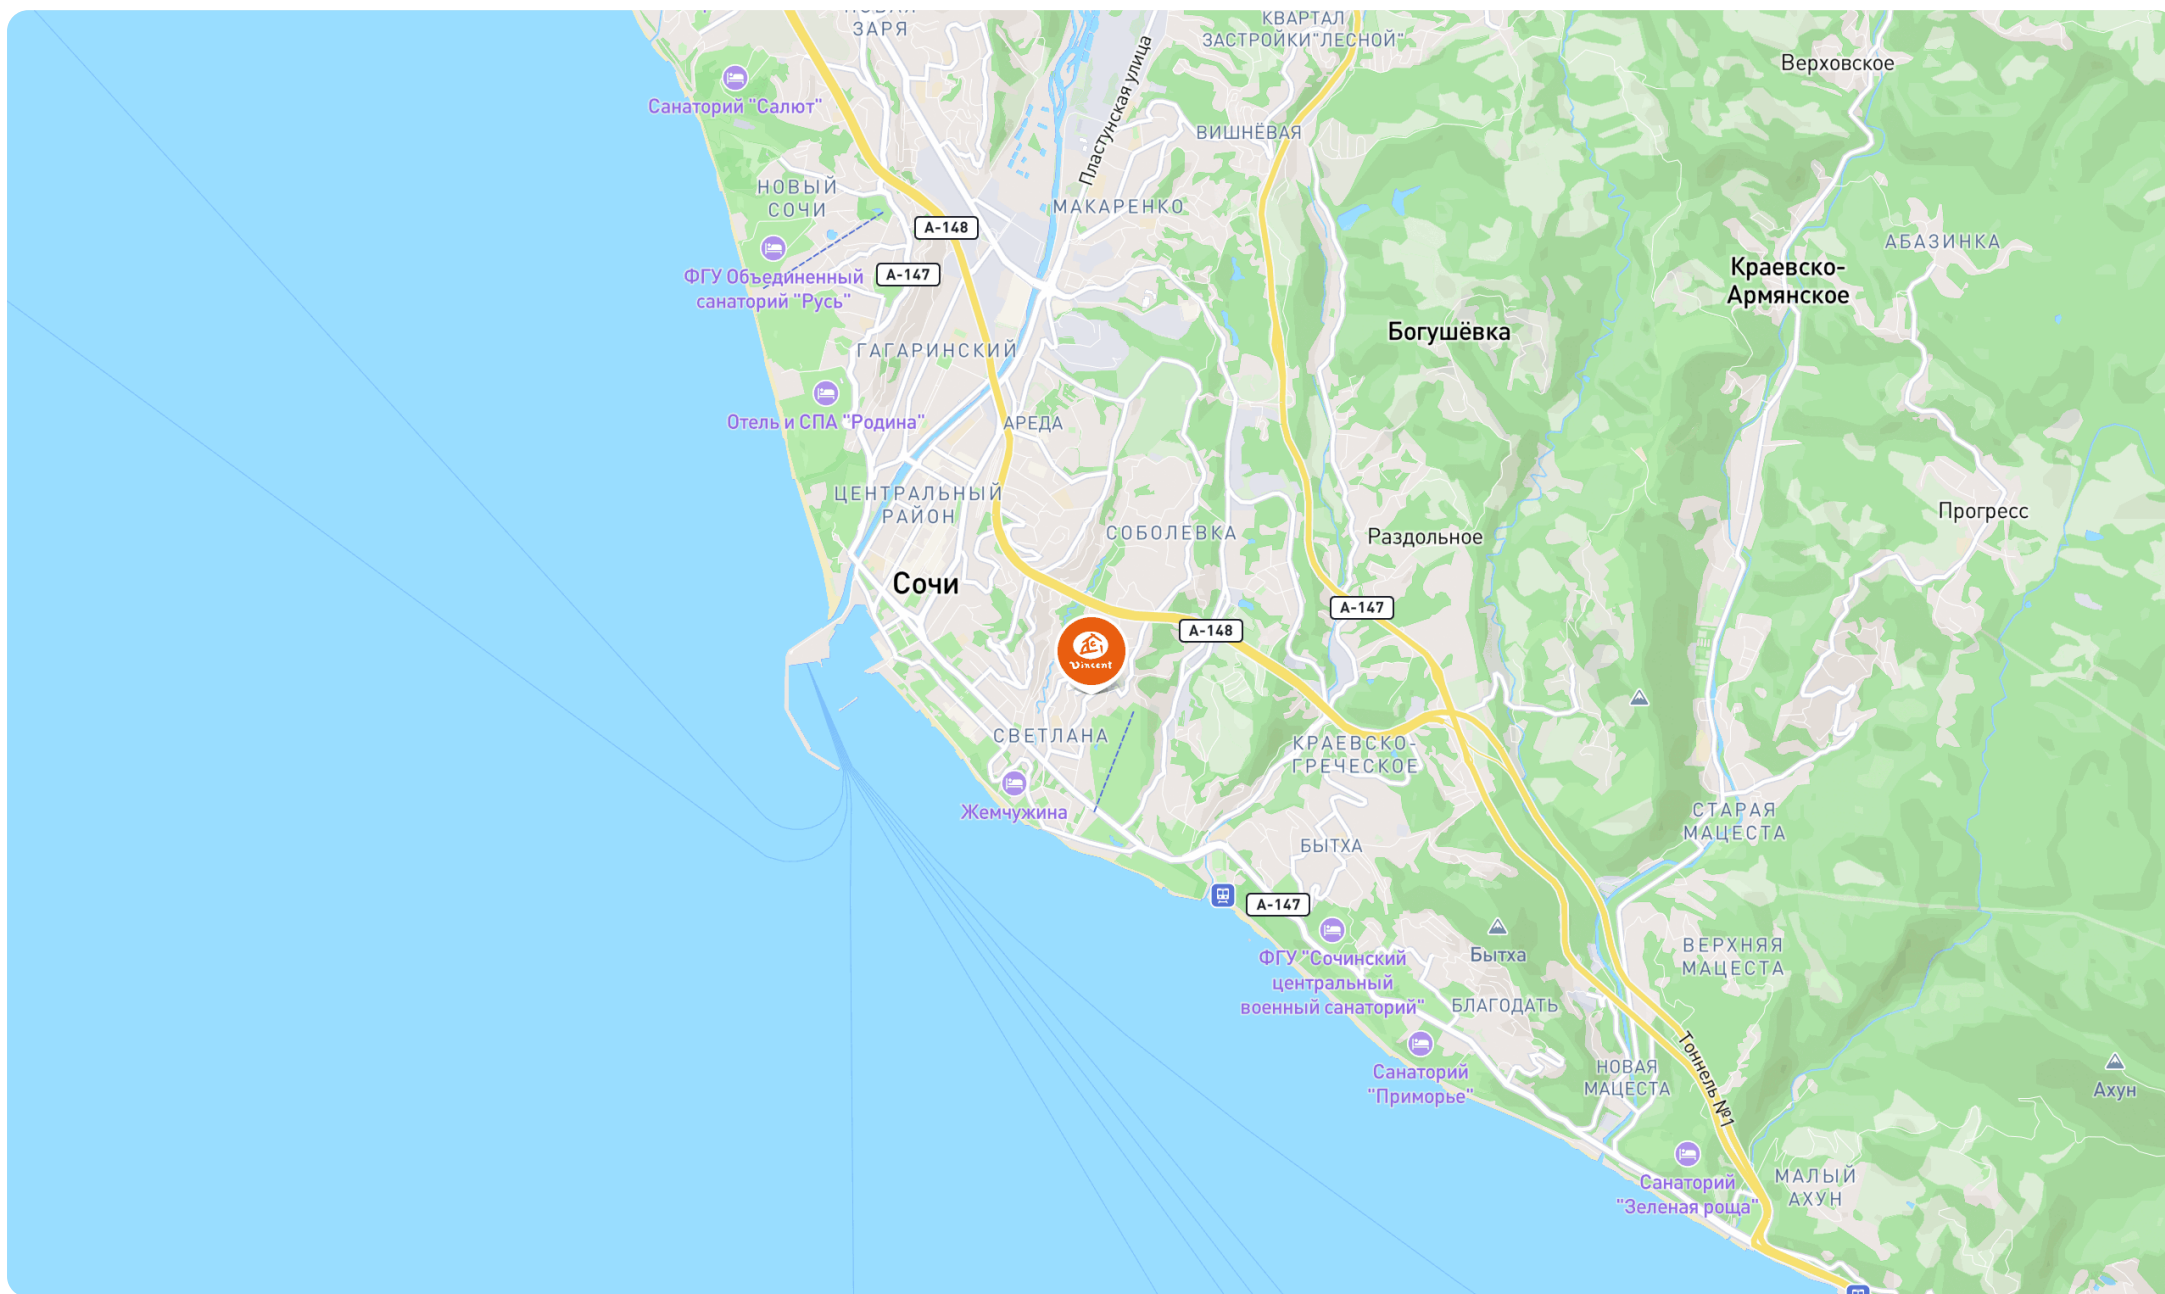 НОВАЯ
ЗАРЯ
КВАРТАЛ
ЗАСТРОЙКИ"ЛЕСНОЙ"
Верховское
Санаторий "Салют"
Пластунская улица
ВИШНЁВАЯ
НОВЫЙ
СОЧИ
МАКАРЕНКО
А-148
АБАЗИНКА
ФГУ Объединенный
санаторий "Русь"
А-147
Краевско-
Армянское
Богушёвка
ГАГАРИНСКИЙ
Отель и СПА "Родина"
АРЕДА
ЦЕНТРАЛЬНЫЙ
РАЙОН
СОБОЛЕВКА
Раздольное
Прогресс
Сочи
А-147
А-148
Vincent
СВЕТЛАНА
КРАЕВСКО-
ГРЕЧЕСКОЕ
Жемчужина
СТАРАЯ
МАЦЕСТА
БЫТХА
А-147
ФГУ "Сочинский
центральный
военный санаторий"
Бытха
ВЕРХНЯЯ
МАЦЕСТА
БЛАГОДАТЬ
Санаторий
"Приморье"
НОВАЯ
МАЦЕСТА
Тоннель №1
Ахун
Санаторий
"Зеленая роща"
МАЛЫЙ
АХУН